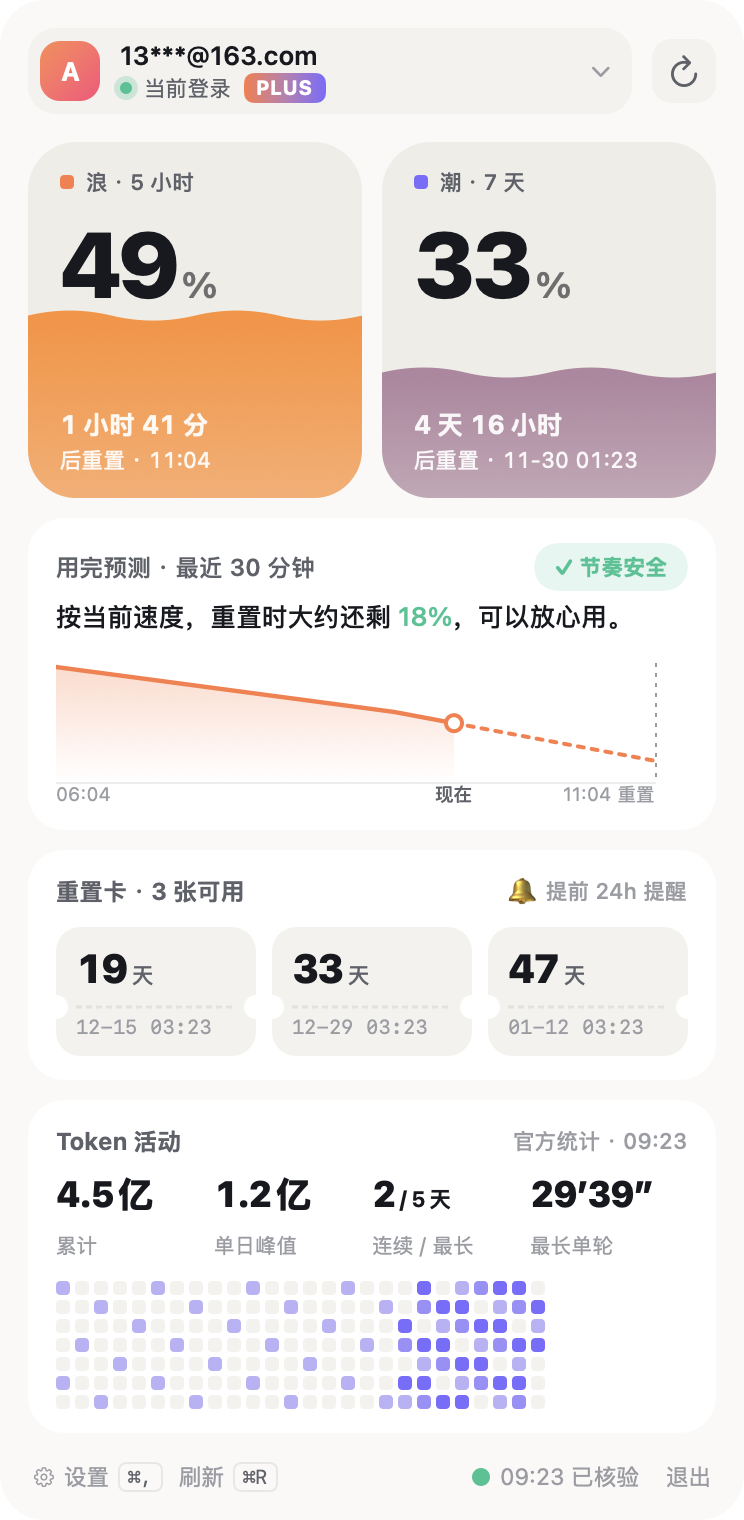 A
13***@163.com
当前登录 PLUS
浪 · 5 小时
49%
1 小时 41 分
后重置 · 11:04
潮 · 7 天
33%
4 天 16 小时
后重置 · 11-30 01:23
用完预测 · 最近 30 分钟
节奏安全
按当前速度，重置时大约还剩 18%，可以放心用。
06:04 现在 11:04 重置
重置卡 · 3 张可用
提前 24h 提醒
19 天 33 天 47 天
12-15 03:23 12-29 03:23 01-12 03:23
Token 活动
官方统计 · 09:23
4.5亿 1.2亿 2/5天 29′39″
累计 单日峰值 连续 / 最长 最长单轮
设置 ⌘, 刷新 ⌘R 09:23 已核验 退出